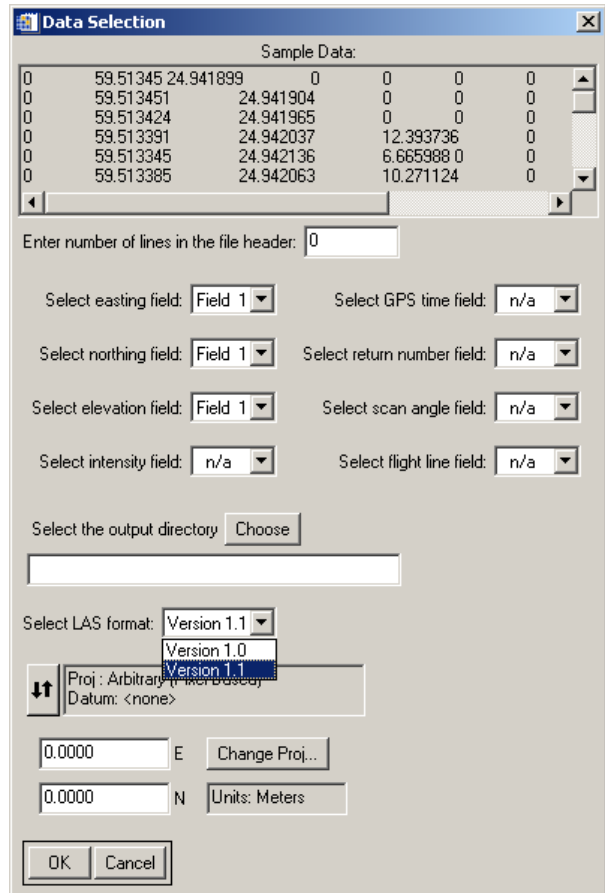 Data Selection
Sample Data:
0 59.51345 24.941899 0 0 0 0
0 59.513451 24.941904 0 0 0
0 59.513424 24.941965 0 0 0
0 59.513391 24.942037 12.393736 0
0 59.513345 24.942136 6.665988 0 0
0 59.513385 24.942063 10.271124 0
Enter number of lines in the file header: 0
Select easting field: Field 1 Select GPS time field: n/a
Select northing field: Field 1 Select return number field: n/a
Select elevation field: Field 1 Select scan angle field: n/a
Select intensity field: n/a Select flight line field: n/a
Select the output directory Choose
Select LAS format: Version 1.1
Version 1.0
Version 1.1
Proj : Arbitrary (Pixel Based)
Datum: <none>
0.0000 E Change Proj...
0.0000 N Units: Meters
OK Cancel